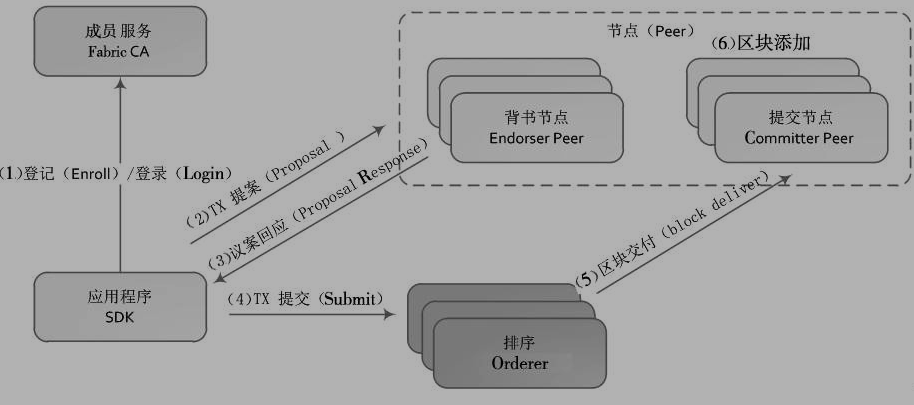 成员服务
Fabric CA
节点（Peer）
（6.）区块添加
背书节点
Endorser Peer
提交节点
Committer Peer
（1.）登记（Enroll）/登录（Login）
（2）TX 提案（Proposal ）
（3）议案回应（Proposal Response）
（4）TX 提交（Submit）
（5）区块交付（block deliver）
应用程序
SDK
排序
Orderer